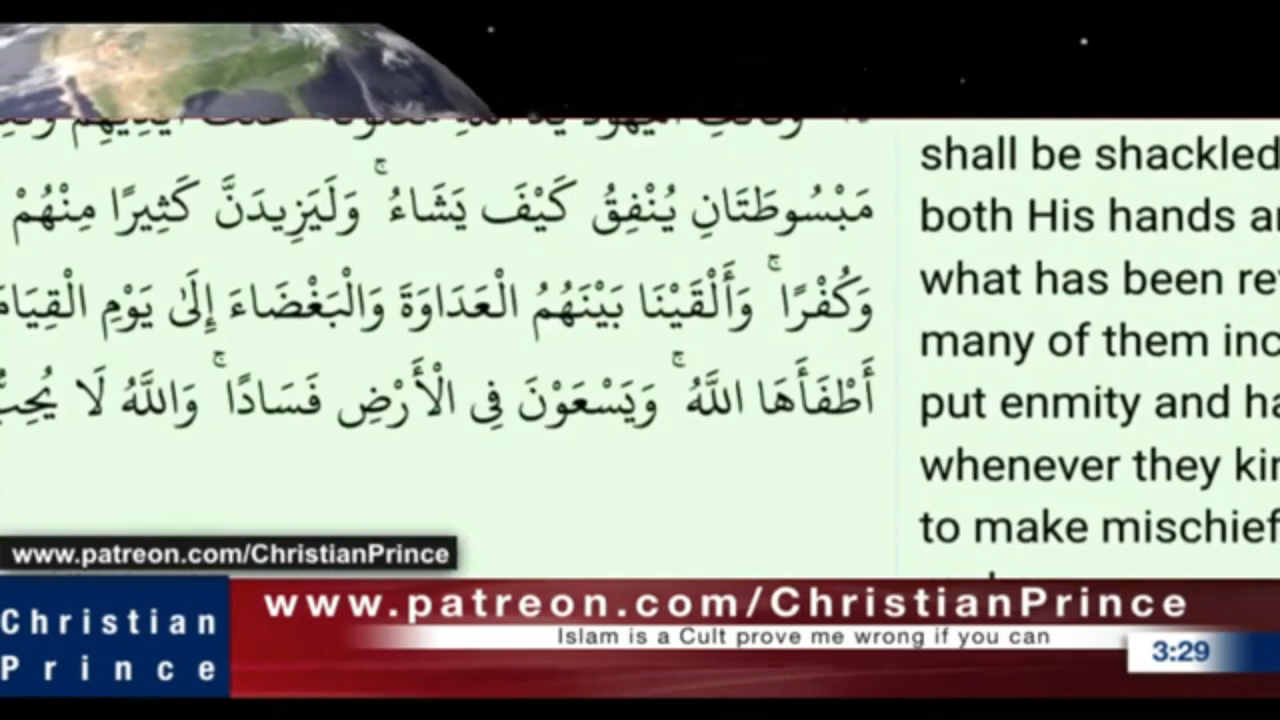 مَبْسُوطَتَانِ يُنْفِقُ كَيْفَ يَشَاءُ ۚ وَلَيَزِيدَنَّ كَثِيرًا مِنْهُمْ
وَكُفْرًا ۚ وَأَلْقَيْنَا بَيْنَهُمُ الْعَدَاوَةَ وَالْبَغْضَاءَ إِلَىٰ يَوْمِ
أَطْفَأَهَا اللَّهُ ۚ وَيَسْعَوْنَ فِي الْأَرْضِ فَسَادًا ۚ وَاللَّهُ لَا
shall be shackled
both His hands
what has been
many of them
put enmity and
whenever they
to make mischief
www.patreon.com/ChristianPrince
Christian
Prince
www.patreon.com/ChristianPrince
Islam is a Cult prove me wrong if you can
3:29